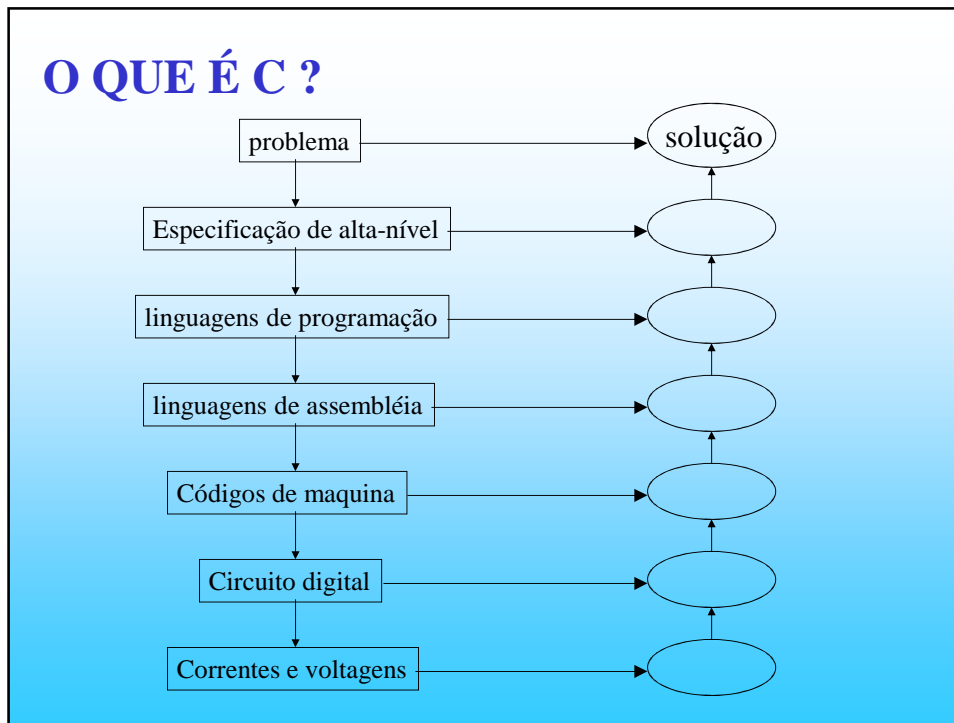 O QUE É C ?
problema
solução
Especificação de alta-nível
linguagens de programação
linguagens de assembléia
Códigos de maquina
Circuito digital
Correntes e voltagens